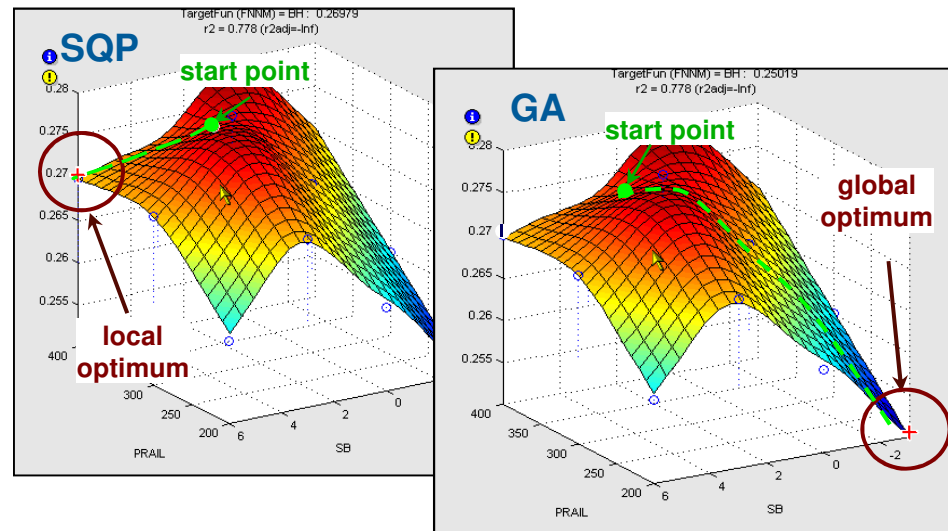 TargetFun (FNNM) = BH : 0.26979
r2 = 0.778 (r2adj=-Inf)
SQP
start point
0.28
0.275
0.27
0.265
0.26
0.255
local
optimum
400
300
250
200
6
4
2
0
PRAIL
SB
TargetFun (FNNM) = BH : 0.25019
r2 = 0.778 (r2adj=-Inf)
GA
start point
global
optimum
0.28
0.275
0.27
0.265
0.26
0.255
400
350
300
250
200
6
4
2
0
-2
PRAIL
SB